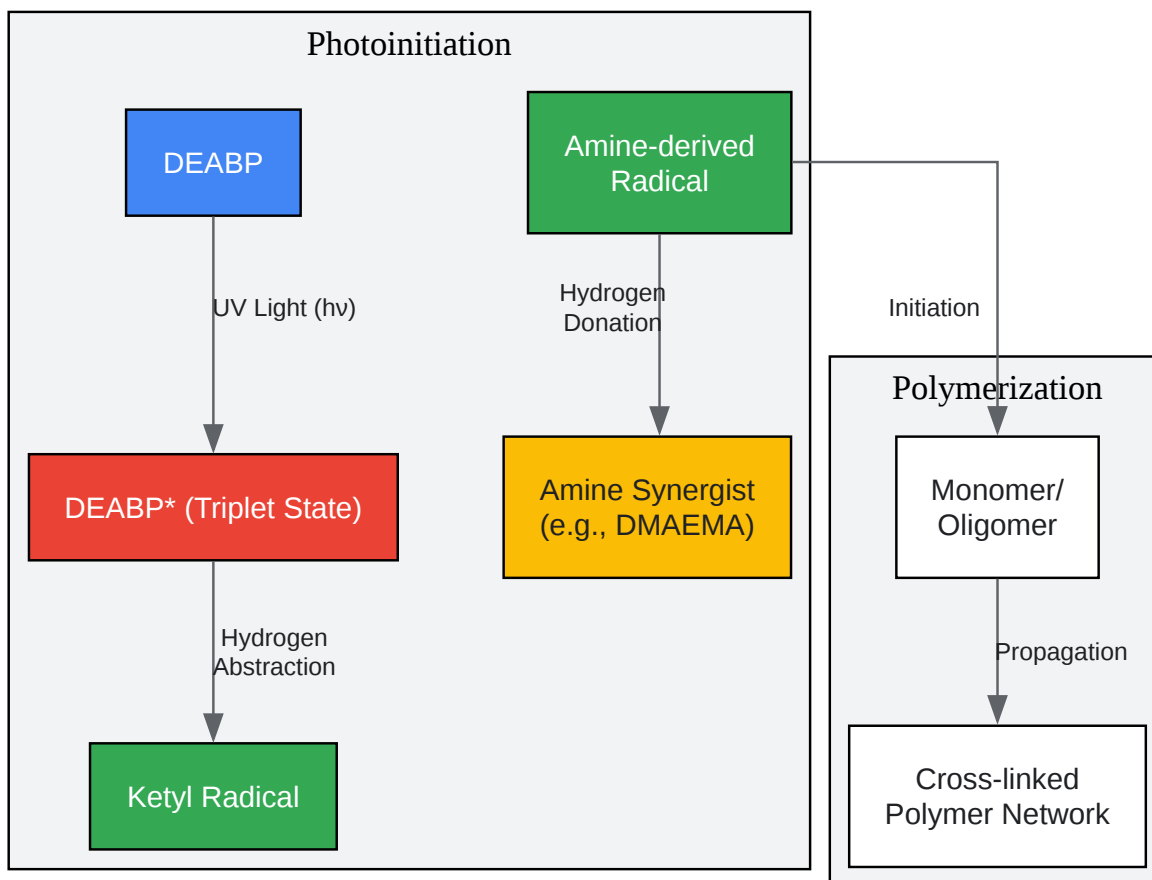 Photoinitiation
DEABP
Amine-derived
Radical
UV Light (hν)
Hydrogen
Donation
Initiation
Polymerization
DEABP* (Triplet State)
Amine Synergist
(e.g., DMAEMA)
Monomer/
Oligomer
Hydrogen
Abstraction
Propagation
Ketyl Radical
Cross-linked
Polymer Network